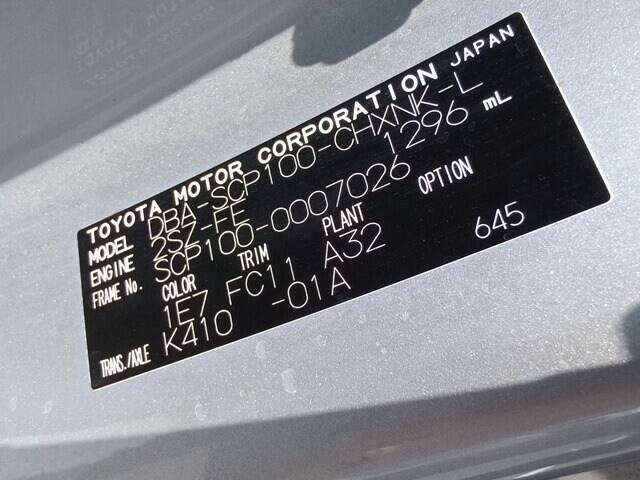 TOYOTA MOTOR CORPORATION JAPAN
MODEL DBA-SCP100-CHXNK-L
ENGINE 2SZ-FE 1296 mL
FRAME No. SCP100-0007026
COLOR TRIM PLANT OPTION
1E7 FC11 A32 645
TRANS./AXLE K410 -01A